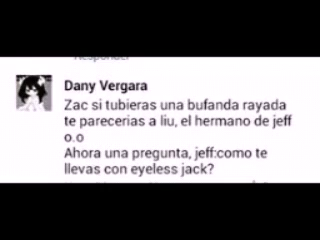 Responder
Dany Vergara
Zac si tubieras una bufanda rayada
te parecerias a liu, el hermano de jeff
o.o
Ahora una pregunta, jeff:como te
llevas con eyeless jack?